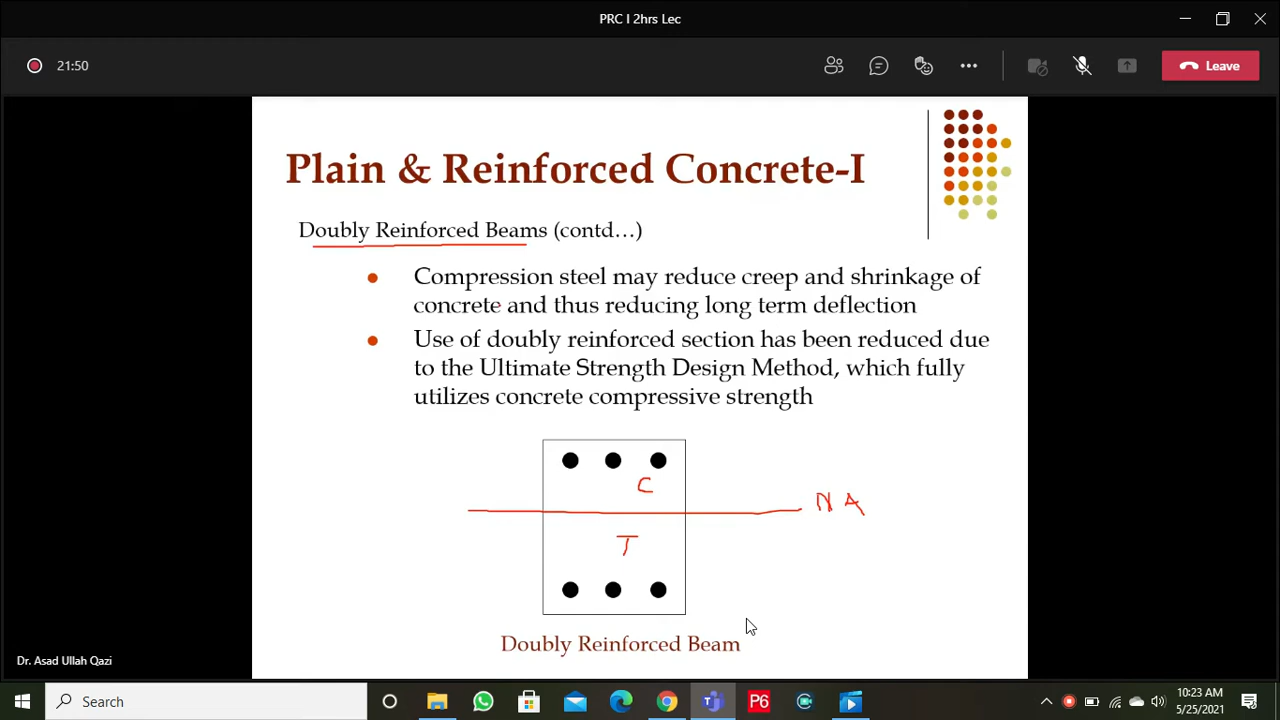 PRC I 2hrs Lec
21:50
Leave
Plain & Reinforced Concrete-I
Doubly Reinforced Beams (contd…)
Compression steel may reduce creep and shrinkage of
concrete and thus reducing long term deflection
Use of doubly reinforced section has been reduced due
to the Ultimate Strength Design Method, which fully
utilizes concrete compressive strength
C
N A
T
Doubly Reinforced Beam
Dr. Asad Ullah Qazi
Search
P6
10:23 AM
5/25/2021